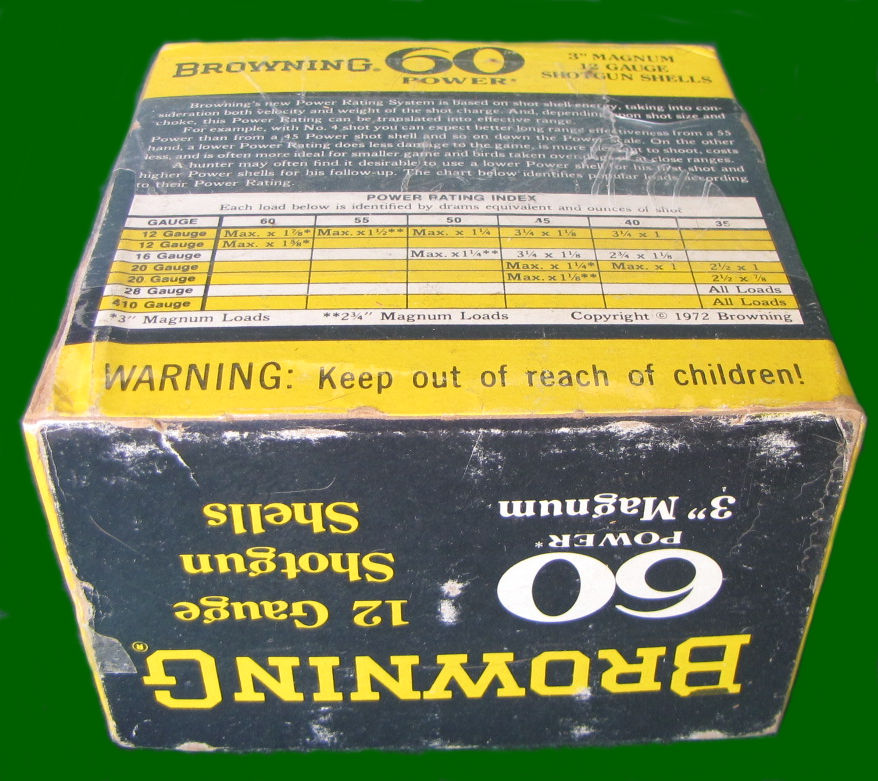 BROWNING® 60 POWER*
3" MAGNUM
12 GAUGE
SHOTGUN SHELLS
Browning's new Power Rating System is based on shot shell energy, taking into con-
sideration both velocity and weight of the shot charge. And, depending upon shot size and
choke, this Power Rating can be translated into effective range.
For example, with No. 4 shot you can expect better long range effectiveness from a 55
Power than from a 45 Power shot shell and so on down the Power scale. On the other
hand, a lower Power Rating does less damage to the game, is more pleasant to shoot, costs
less, and is often more ideal for smaller game and birds taken over at close ranges.
A hunter may often find it desirable to use a lower Power shell for his first shot and
higher Power shells for his follow-up. The chart below identifies popular loads according
to their Power Rating.
POWER RATING INDEX
Each load below is identified by drams equivalent and ounces of shot
GAUGE 60 55 50 45 40 35
12 Gauge Max. x 1⅞* Max. x 1½** Max. x 1¼ 3¼ x 1⅛ 3¼ x 1
12 Gauge Max. x 1⅝*
16 Gauge Max. x 1¼** 3¼ x 1⅛ 2¾ x 1⅛
20 Gauge Max. x 1¼* Max. x 1 2½ x 1
20 Gauge Max. x 1⅛** 2½ x ⅞
28 Gauge All Loads
410 Gauge All Loads
*3" Magnum Loads **2¾" Magnum Loads Copyright © 1972 Browning
WARNING: Keep out of reach of children!
BROWNING®
60 POWER*
3" Magnum
12 Gauge
Shotgun
Shells